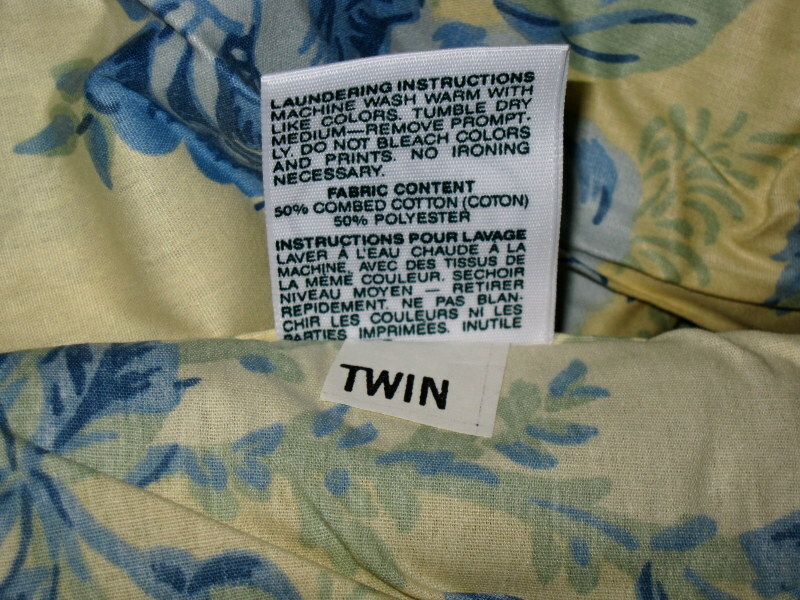 LAUNDERING INSTRUCTIONS
MACHINE WASH WARM WITH
LIKE COLORS. TUMBLE DRY
MEDIUM—REMOVE PROMPT-
LY. DO NOT BLEACH COLORS
AND PRINTS. NO IRONING
NECESSARY.
FABRIC CONTENT
50% COMBED COTTON (COTON)
50% POLYESTER
INSTRUCTIONS POUR LAVAGE
LAVER À L'EAU CHAUDE A LA
MACHINE, AVEC DES TISSUS DE
LA MÊME COULEUR. SECHOIR
NIVEAU MOYEN — RETIRER
REPIDEMENT. NE PAS BLAN-
CHIR LES COULEURS NI LES
PARTIES IMPRIMÉES. INUTILE
TWIN